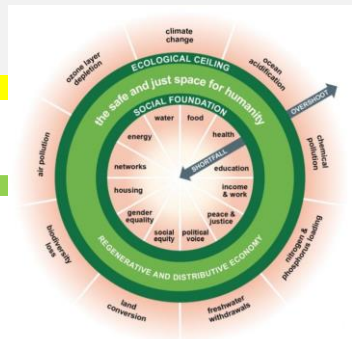 climate
change
ocean
acidification
chemical
pollution
nitrogen &
phosphorus loading
freshwater
withdrawals
land
conversion
biodiversity
loss
air pollution
ozone layer
depletion
OVERSHOOT
ECOLOGICAL CEILING
the safe and just space for humanity
SOCIAL FOUNDATION
water
food
health
SHORTFALL
education
income
& work
peace &
justice
political
voice
social
equity
gender
equality
housing
networks
energy
REGENERATIVE AND DISTRIBUTIVE ECONOMY